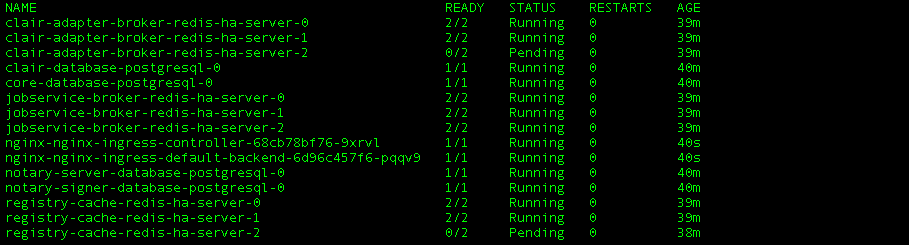 NAME READY STATUS RESTARTS AGE
clair-adapter-broker-redis-ha-server-0 2/2 Running 0 39m
clair-adapter-broker-redis-ha-server-1 2/2 Running 0 39m
clair-adapter-broker-redis-ha-server-2 0/2 Pending 0 39m
clair-database-postgresql-0 1/1 Running 0 40m
core-database-postgresql-0 1/1 Running 0 40m
jobservice-broker-redis-ha-server-0 2/2 Running 0 39m
jobservice-broker-redis-ha-server-1 2/2 Running 0 39m
jobservice-broker-redis-ha-server-2 2/2 Running 0 39m
nginx-nginx-ingress-controller-68cb78bf76-9xrvl 1/1 Running 0 40s
nginx-nginx-ingress-default-backend-6d96c457f6-pqqv9 1/1 Running 0 40s
notary-server-database-postgresql-0 1/1 Running 0 40m
notary-signer-database-postgresql-0 1/1 Running 0 40m
registry-cache-redis-ha-server-0 2/2 Running 0 39m
registry-cache-redis-ha-server-1 2/2 Running 0 39m
registry-cache-redis-ha-server-2 0/2 Pending 0 38m